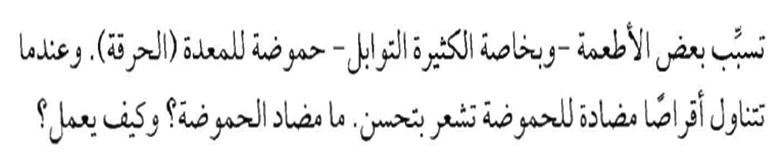 تسبِّب بعض الأطعمة -وبخاصة الكثيرة التوابل- حموضة للمعدة (الحرقة). وعندما
تتناول أقراصًا مضادة للحموضة تشعر بتحسن. ما مضاد الحموضة؟ وكيف يعمل؟